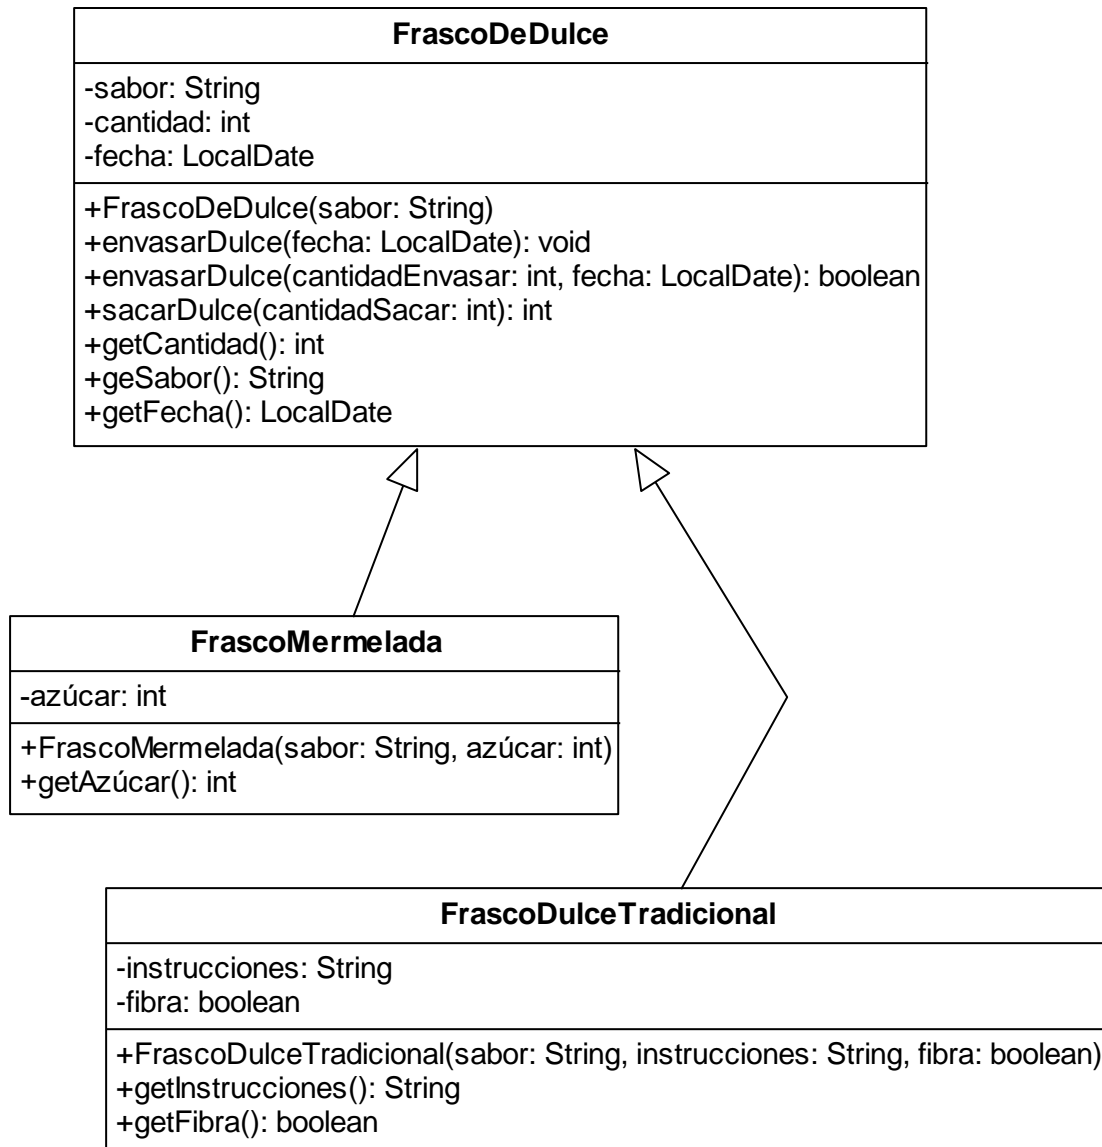 FrascoDeDulce
-sabor: String
-cantidad: int
-fecha: LocalDate
+FrascoDeDulce(sabor: String)
+envasarDulce(fecha: LocalDate): void
+envasarDulce(cantidadEnvasar: int, fecha: LocalDate): boolean
+sacarDulce(cantidadSacar: int): int
+getCantidad(): int
+geSabor(): String
+getFecha(): LocalDate
FrascoMermelada
-azúcar: int
+FrascoMermelada(sabor: String, azúcar: int)
+getAzúcar(): int
FrascoDulceTradicional
-instrucciones: String
-fibra: boolean
+FrascoDulceTradicional(sabor: String, instrucciones: String, fibra: boolean)
+getInstrucciones(): String
+getFibra(): boolean